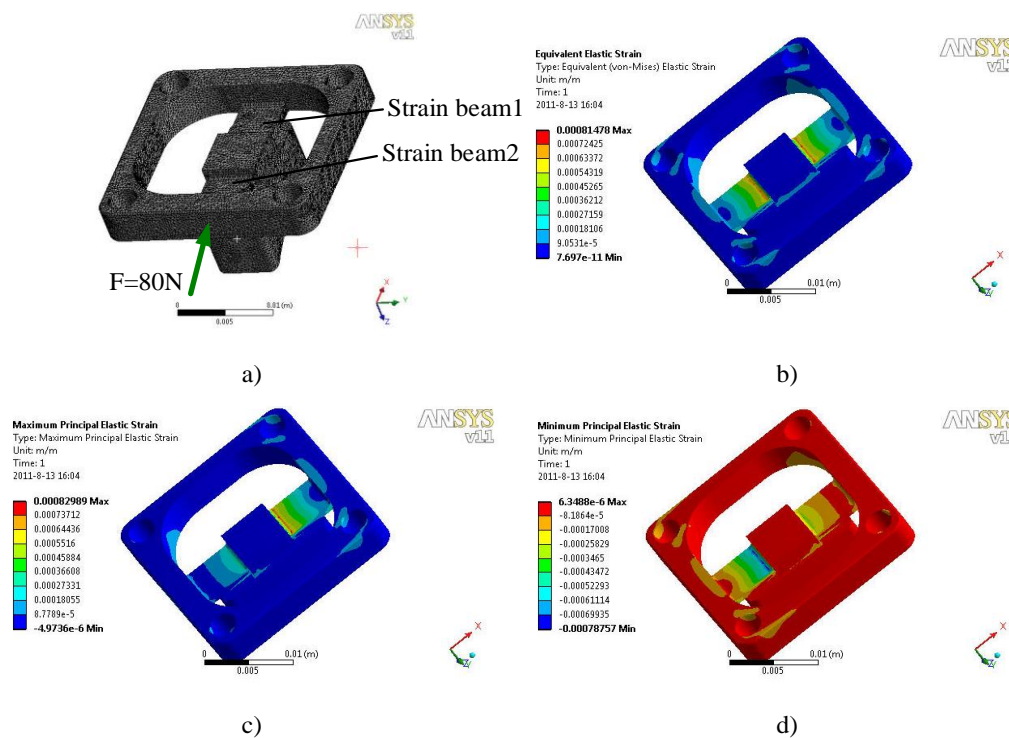 ANSYS
v11
Strain beam1
Strain beam2
F=80N
0
0.01 (m)
0.005
X
Y
Z
a)
ANSYS
Equivalent Elastic Strain
Type: Equivalent (von-Mises) Elastic Strain
Unit: m/m
Time: 1
2011-8-13 16:04
0.00081478 Max
0.00072425
0.00063372
0.00054319
0.00045265
0.00036212
0.00027159
0.00018106
9.0531e-5
7.697e-11 Min
0
0.01 (m)
0.005
X
b)
ANSYS
v11
Maximum Principal Elastic Strain
Type: Maximum Principal Elastic Strain
Unit: m/m
Time: 1
2011-8-13 16:04
0.00082989 Max
0.00073712
0.00064436
0.0005516
0.00045884
0.00036608
0.00027331
0.00018055
8.7789e-5
-4.9736e-6 Min
0
0.01 (m)
0.005
X
c)
ANSYS
Minimum Principal Elastic Strain
Type: Minimum Principal Elastic Strain
Unit: m/m
Time: 1
2011-8-13 16:04
6.3488e-6 Max
-8.1864e-5
-0.00017008
-0.00025829
-0.0003465
-0.00043472
-0.00052293
-0.00061114
-0.00069935
-0.00078757 Min
0
0.01 (m)
0.005
X
d)